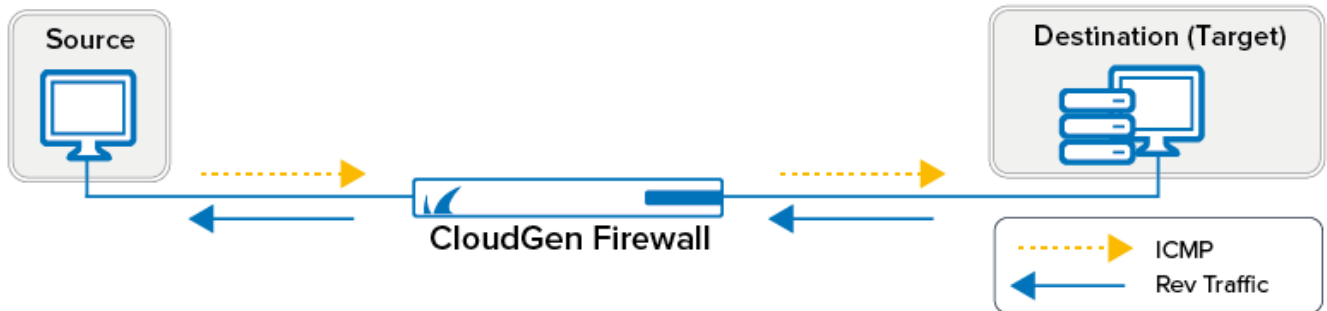 Source
Destination (Target)
CloudGen Firewall
ICMP
Rev Traffic